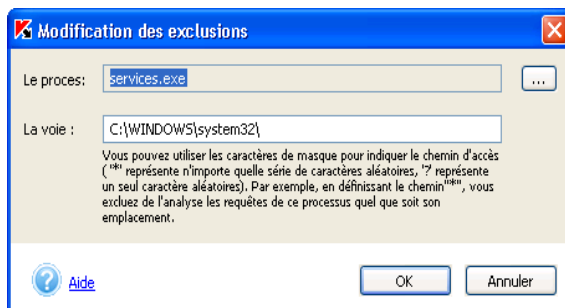 Modification des exclusions
Le proces: services.exe ...
La voie : C:\WINDOWS\system32\
Vous pouvez utiliser les caractères de masque pour indiquer le chemin d'accès
( "*" représente n'importe quelle série de caractères aléatoires, '?' représente
un seul caractère aléatoires). Par exemple, en définissant le chemin"*", vous
excluez de l'analyse les requêtes de ce processus quel que soit son
emplacement.
Aide OK Annuler